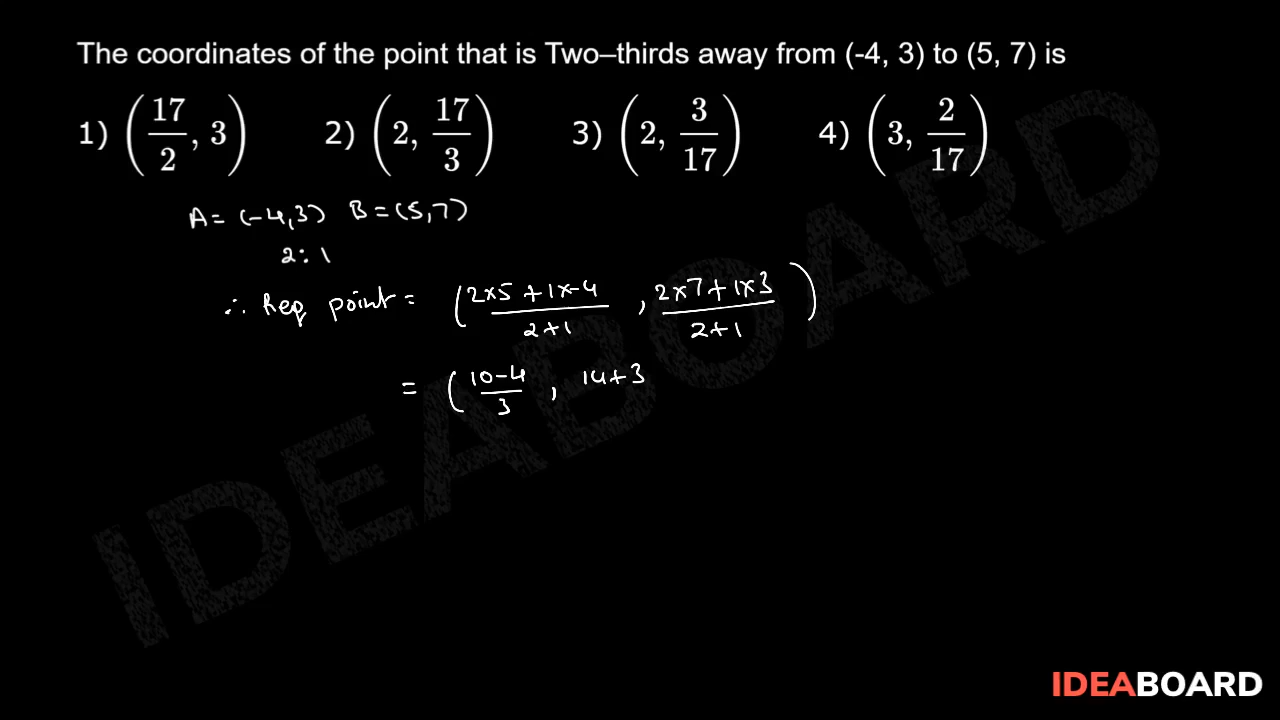 The coordinates of the point that is Two–thirds away from (-4, 3) to (5, 7) is
1) (17/2, 3) 2) (2, 17/3) 3) (2, 3/17) 4) (3, 2/17)
A = (-4,3) B = (5,7)
2:1
∴ Req point = (2×5+1×-4/2+1, 2×7+1×3/2+1)
= (10-4/3, 14+3
IDEABOARD
IDEABOARD